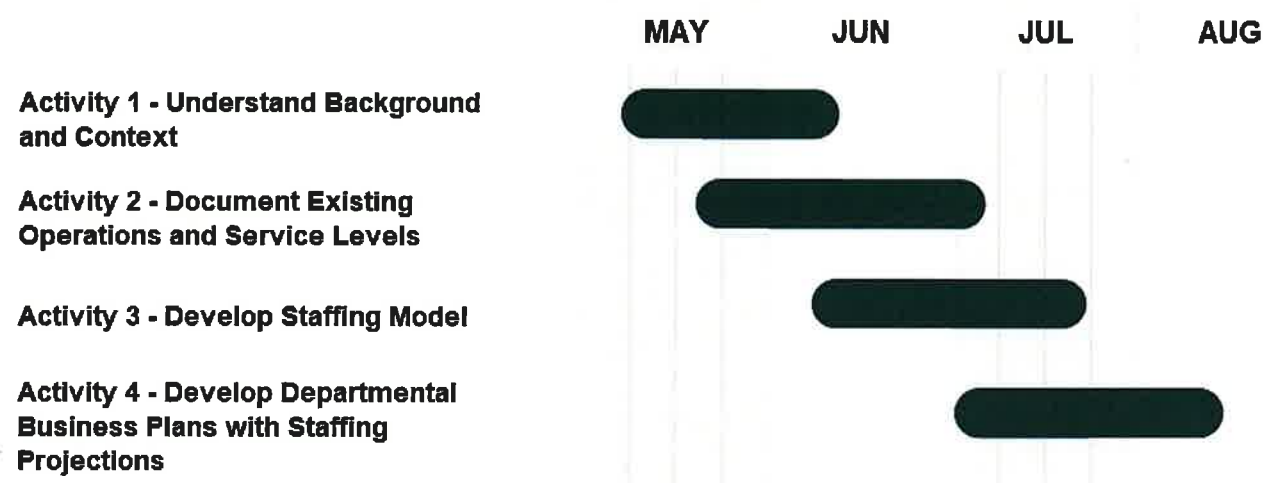 MAY JUN JUL AUG
Activity 1 - Understand Background
and Context
Activity 2 - Document Existing
Operations and Service Levels
Activity 3 - Develop Staffing Model
Activity 4 - Develop Departmental
Business Plans with Staffing
Projections